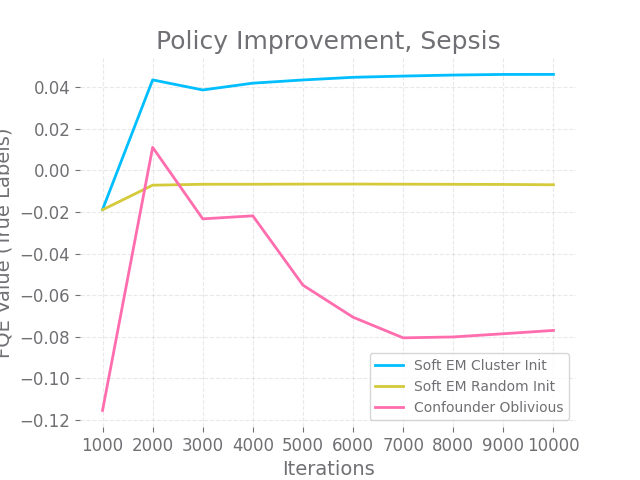 Policy Improvement, Sepsis
FQE Value (True Labels)
0.04
0.02
0.00
−0.02
−0.04
−0.06
−0.08
−0.10
−0.12
Soft EM Cluster Init
Soft EM Random Init
Confounder Oblivious
1000 2000 3000 4000 5000 6000 7000 8000 9000 10000
Iterations